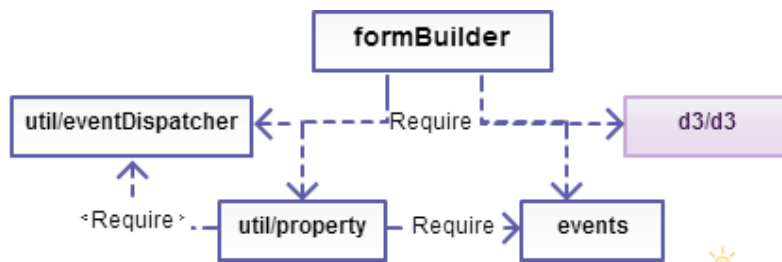 formBuilder
util/eventDispatcher
Require
d3/d3
<Require>
util/property
Require
events